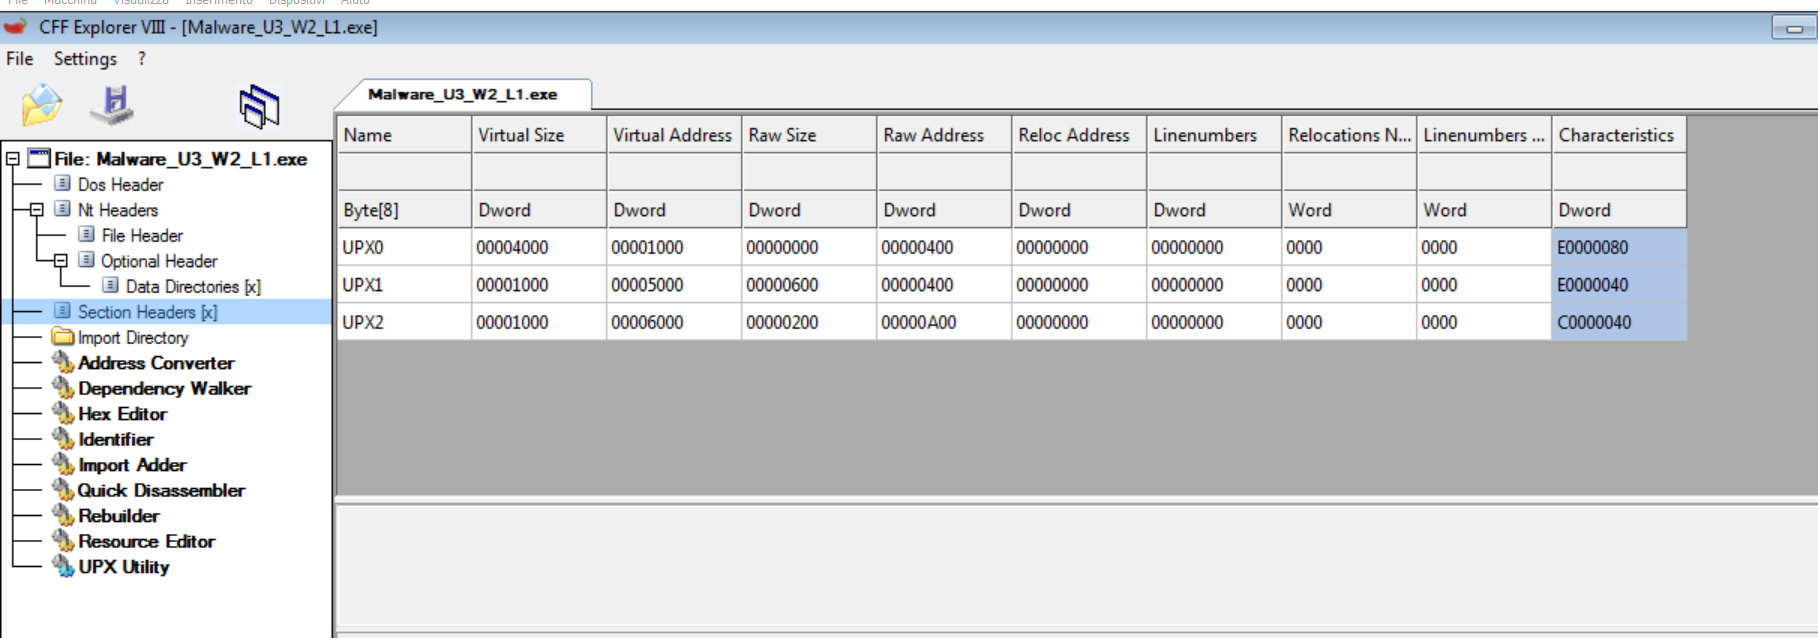 File Macchina Visualizza Inserimento Dispositivi Aiuto
CFF Explorer VIII - [Malware_U3_W2_L1.exe]
File Settings ?
Malware_U3_W2_L1.exe
Name Virtual Size Virtual Address Raw Size Raw Address Reloc Address Linenumbers Relocations N... Linenumbers ... Characteristics
Byte[8] Dword Dword Dword Dword Dword Dword Word Word Dword
UPX0 00004000 00001000 00000000 00000400 00000000 00000000 0000 0000 E0000080
UPX1 00001000 00005000 00000600 00000400 00000000 00000000 0000 0000 E0000040
UPX2 00001000 00006000 00000200 00000A00 00000000 00000000 0000 0000 C0000040
File: Malware_U3_W2_L1.exe
Dos Header
Nt Headers
File Header
Optional Header
Data Directories [x]
Section Headers [x]
Import Directory
Address Converter
Dependency Walker
Hex Editor
Identifier
Import Adder
Quick Disassembler
Rebuilder
Resource Editor
UPX Utility